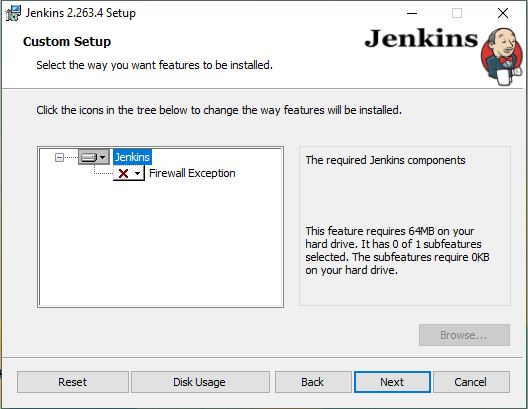 Jenkins 2.263.4 Setup
Custom Setup
Select the way you want features to be installed.
Jenkins
Click the icons in the tree below to change the way features will be installed.
Jenkins
Firewall Exception
The required Jenkins components
This feature requires 64MB on your
hard drive. It has 0 of 1 subfeatures
selected. The subfeatures require 0KB
on your hard drive.
Browse...
Reset
Disk Usage
Back
Next
Cancel